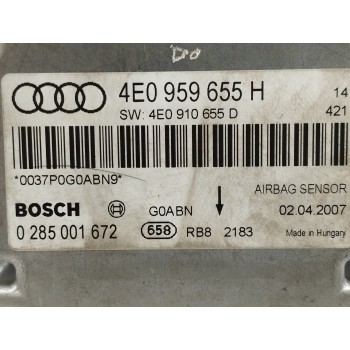 DO
4E0 959 655 H 14
SW: 4E0 910 655 D 421
*0037P0G0ABN9*
AIRBAG SENSOR
BOSCH G0ABN 02.04.2007
0 285 001 672 658 RB8 2183 Made in Hungary